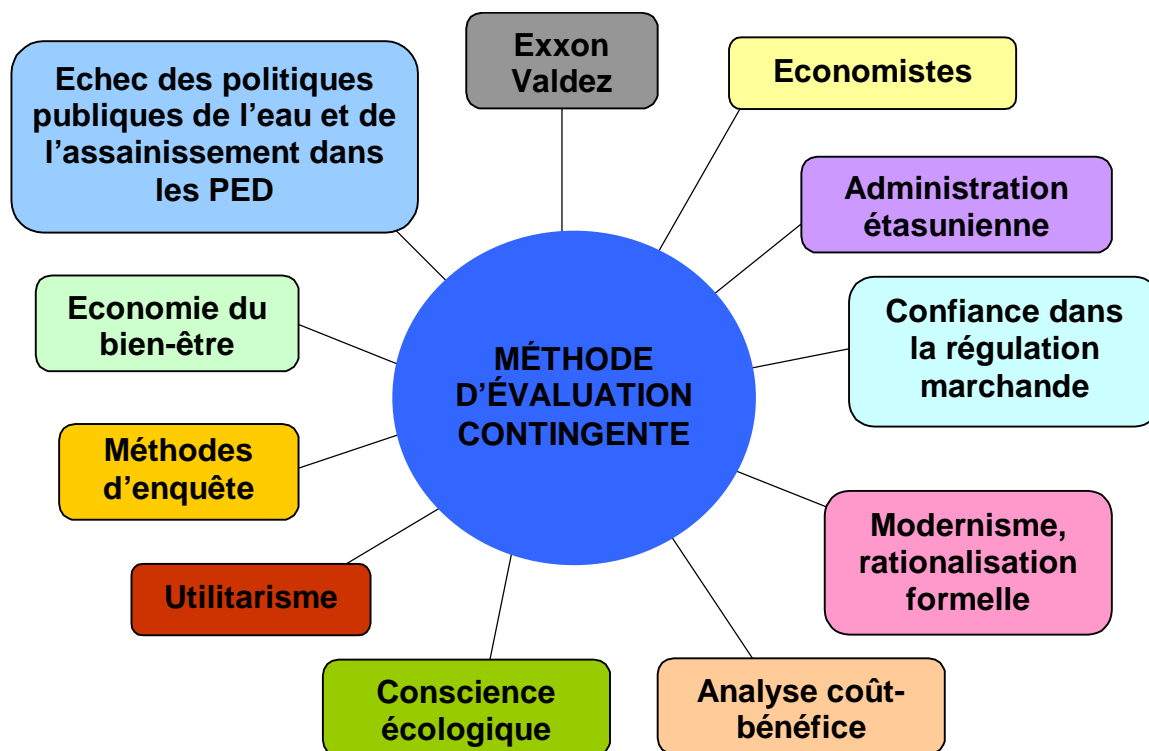 Exxon
Valdez
Economistes
Echec des politiques
publiques de l’eau et de
l’assainissement dans
les PED
Administration
étasunienne
Economie du
bien-être
Confiance dans
la régulation
marchande
MÉTHODE
D’ÉVALUATION
CONTINGENTE
Méthodes
d’enquête
Modernisme,
rationalisation
formelle
Utilitarisme
Conscience
écologique
Analyse coût-
bénéfice